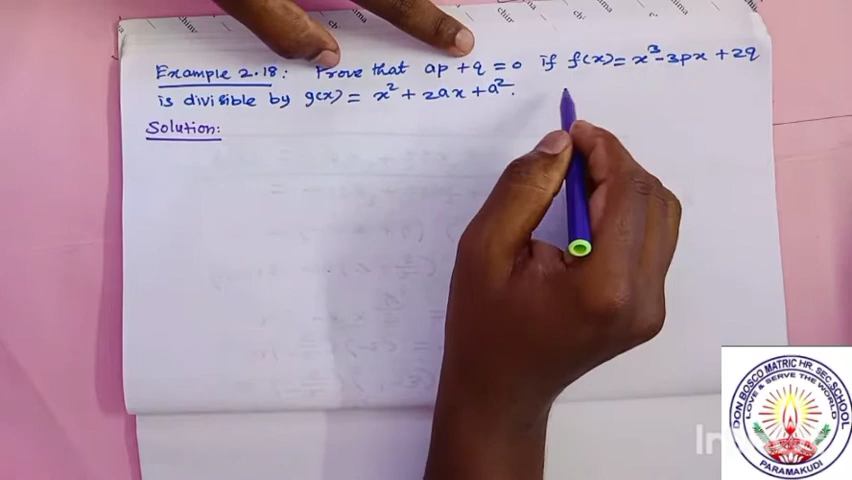 Example 2.18: Prove that ap + q = 0 if f(x) = x³ - 3px + 2q
is divisible by g(x) = x² + 2ax + a².
Solution:
DON BOSCO MATRIC HR. SEC SCHOOL
LOVE & SERVE THE WORLD
PARAMAKUDI